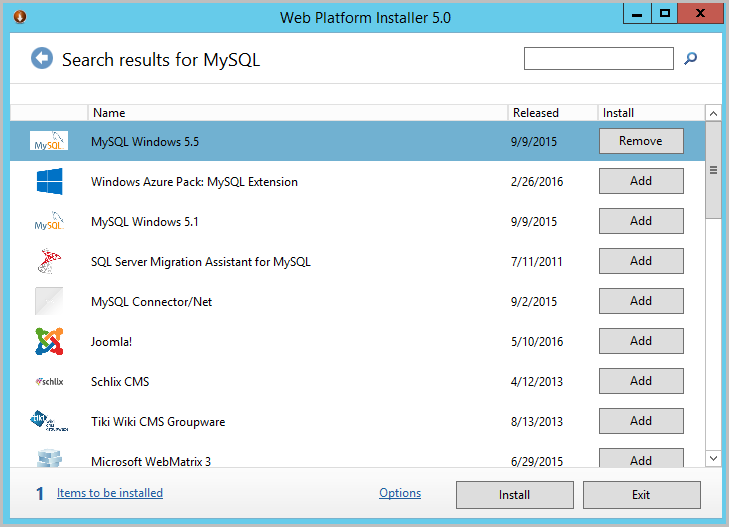 Web Platform Installer 5.0
Search results for MySQL
Name Released Install
MySQL MySQL Windows 5.5 9/9/2015 Remove
Windows Azure Pack: MySQL Extension 2/26/2016 Add
MySQL MySQL Windows 5.1 9/9/2015 Add
SQL Server Migration Assistant for MySQL 7/11/2011 Add
MySQL Connector/Net 9/2/2015 Add
Joomla! 5/10/2016 Add
schlix Schlix CMS 4/12/2013 Add
tiki Tiki Wiki CMS Groupware 8/13/2013 Add
Microsoft WebMatrix 3 6/29/2015 Add
1 Items to be installed Options Install Exit